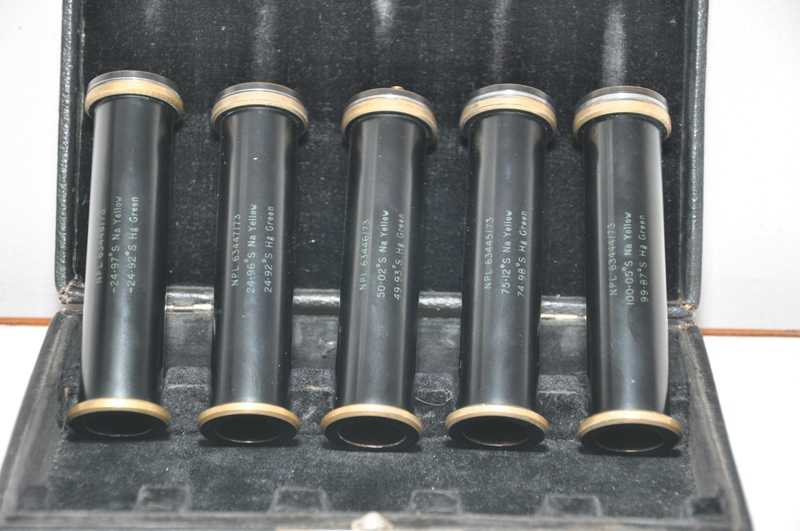 NPL 63448173
-24·97°S Na Yellow
-24·92°S Hg Green
NPL 63447173
24·96°S Na Yellow
24·92°S Hg Green
NPL 63446173
50·02°S Na Yellow
49·93°S Hg Green
NPL 63445173
75·12°S Na Yellow
74·98°S Hg Green
NPL 63444173
100·05°S Na Yellow
99·87°S Hg Green